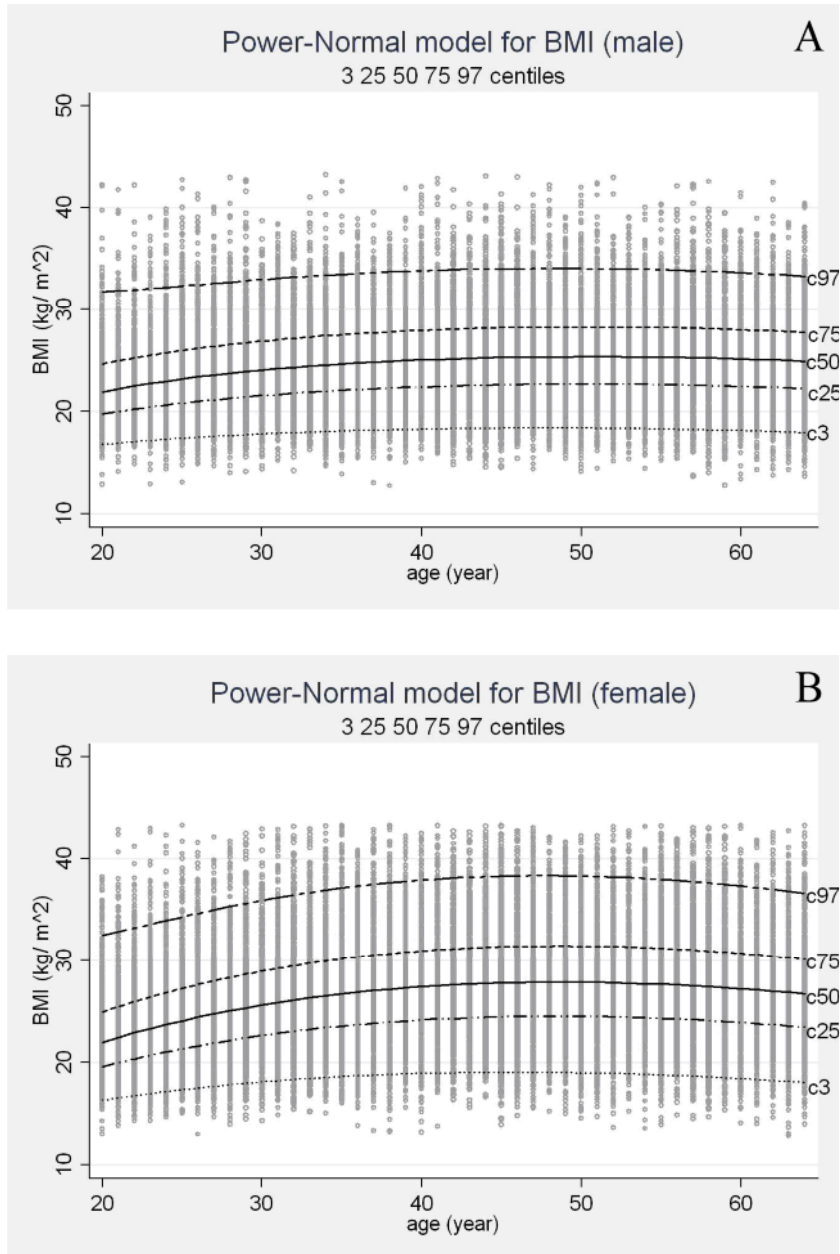 Power-Normal model for BMI (male)
A
3 25 50 75 97 centiles
50
40
30
20
10
BMI (kg/ m^2)
c97
c75
c50
c25
c3
20 30 40 50 60
age (year)
Power-Normal model for BMI (female)
B
3 25 50 75 97 centiles
50
40
30
20
10
BMI (kg/ m^2)
c97
c75
c50
c25
c3
20 30 40 50 60
age (year)